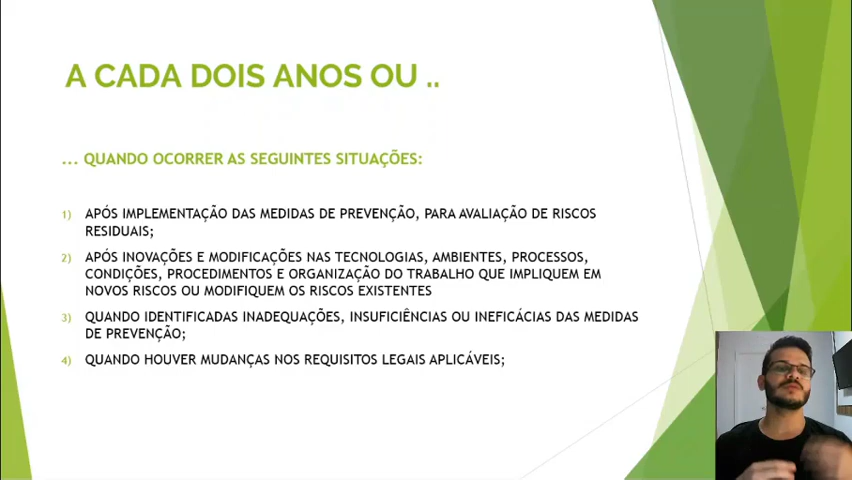 A CADA DOIS ANOS OU ..
... QUANDO OCORRER AS SEGUINTES SITUAÇÕES:
1) APÓS IMPLEMENTAÇÃO DAS MEDIDAS DE PREVENÇÃO, PARA AVALIAÇÃO DE RISCOS
RESIDUAIS;
2) APÓS INOVAÇÕES E MODIFICAÇÕES NAS TECNOLOGIAS, AMBIENTES, PROCESSOS,
CONDIÇÕES, PROCEDIMENTOS E ORGANIZAÇÃO DO TRABALHO QUE IMPLIQUEM EM
NOVOS RISCOS OU MODIFIQUEM OS RISCOS EXISTENTES
3) QUANDO IDENTIFICADAS INADEQUAÇÕES, INSUFICIÊNCIAS OU INEFICÁCIAS DAS MEDIDAS
DE PREVENÇÃO;
4) QUANDO HOUVER MUDANÇAS NOS REQUISITOS LEGAIS APLICÁVEIS;